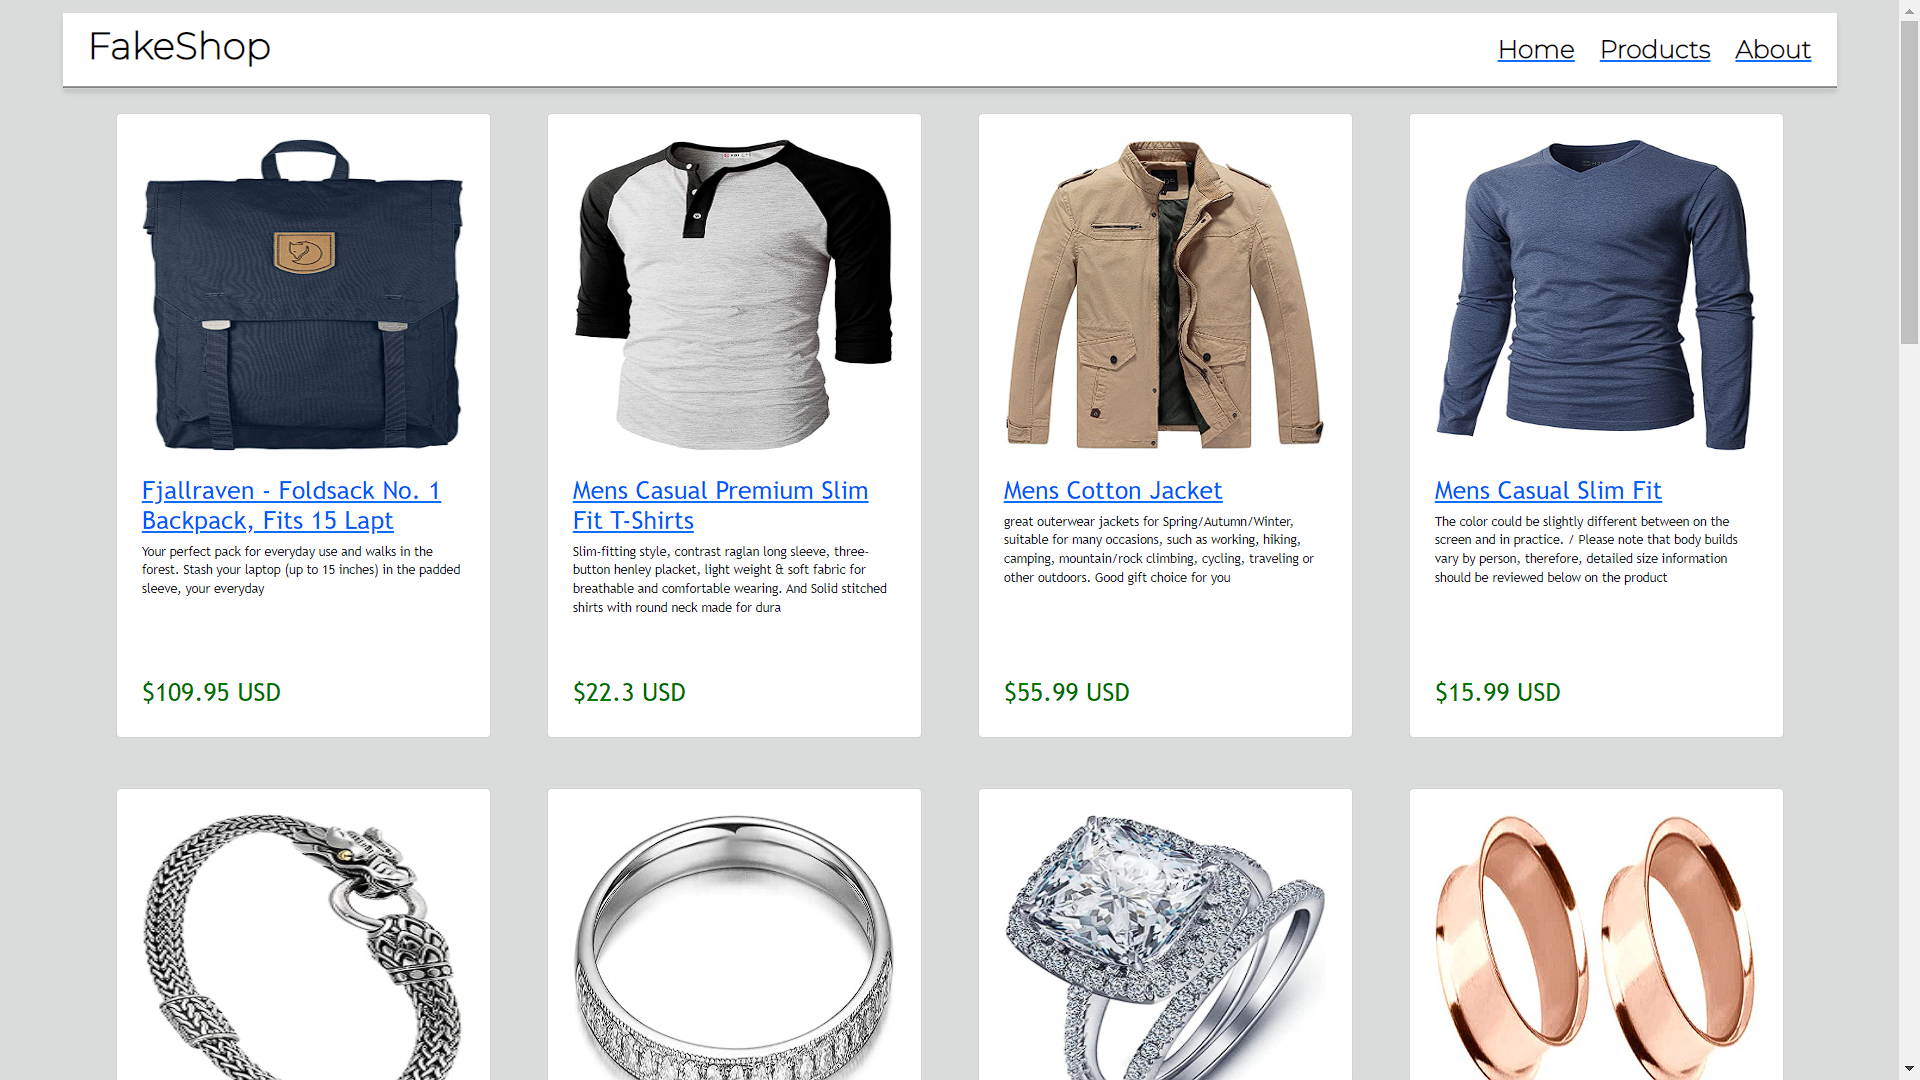 FakeShop
Home Products About
Fjallraven - Foldsack No. 1
Backpack, Fits 15 Lapt
Your perfect pack for everyday use and walks in the
forest. Stash your laptop (up to 15 inches) in the padded
sleeve, your everyday
$109.95 USD
Mens Casual Premium Slim
Fit T-Shirts
Slim-fitting style, contrast raglan long sleeve, three-
button henley placket, light weight & soft fabric for
breathable and comfortable wearing. And Solid stitched
shirts with round neck made for dura
$22.3 USD
Mens Cotton Jacket
great outerwear jackets for Spring/Autumn/Winter,
suitable for many occasions, such as working, hiking,
camping, mountain/rock climbing, cycling, traveling or
other outdoors. Good gift choice for you
$55.99 USD
Mens Casual Slim Fit
The color could be slightly different between on the
screen and in practice. / Please note that body builds
vary by person, therefore, detailed size information
should be reviewed below on the product
$15.99 USD